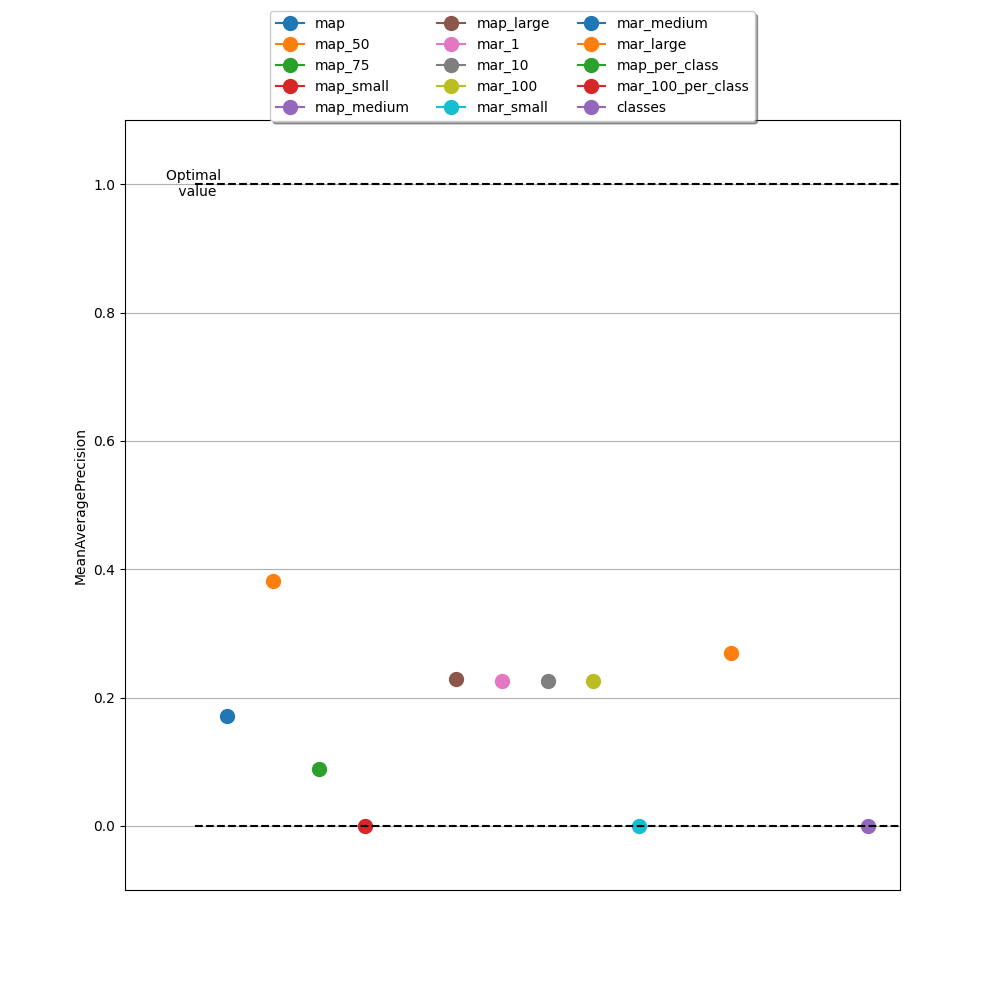 map
map_50
map_75
map_small
map_medium
map_large
mar_1
mar_10
mar_100
mar_small
mar_medium
mar_large
map_per_class
mar_100_per_class
classes
Optimal
value
1.0
0.8
0.6
0.4
0.2
0.0
MeanAveragePrecision